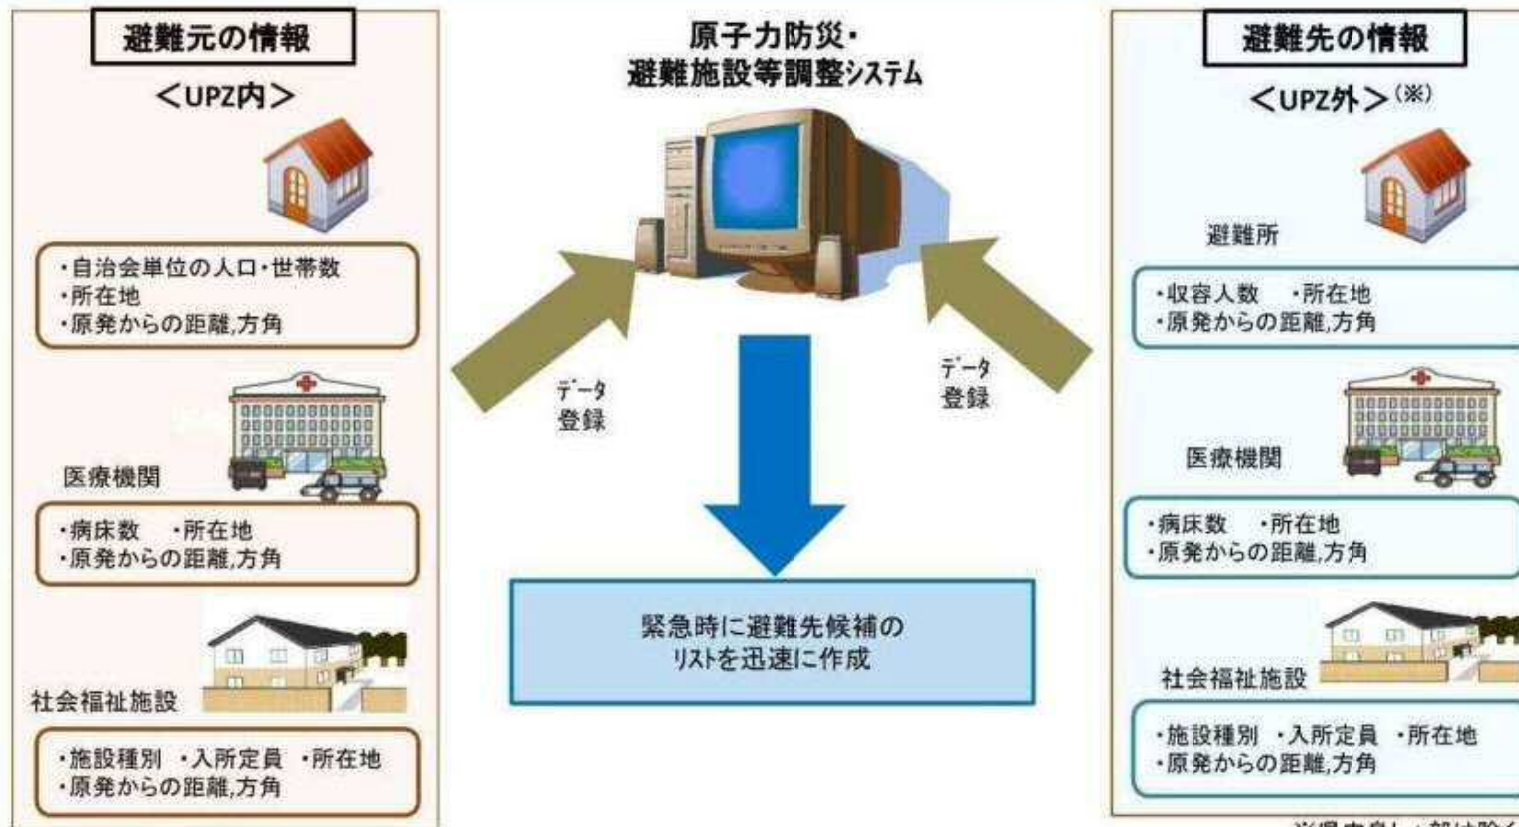 避難元の情報
<UPZ内>
・自治会単位の人口・世帯数
・所在地
・原発からの距離,方角
医療機関
・病床数 ・所在地
・原発からの距離,方角
社会福祉施設
・施設種別 ・入所定員 ・所在地
・原発からの距離,方角
原子力防災・
避難施設等調整システム
データ
登録
データ
登録
緊急時に避難先候補の
リストを迅速に作成
避難先の情報
<UPZ外>(※)
避難所
・収容人数 ・所在地
・原発からの距離,方角
医療機関
・病床数 ・所在地
・原発からの距離,方角
社会福祉施設
・施設種別 ・入所定員 ・所在地
・原発からの距離,方角